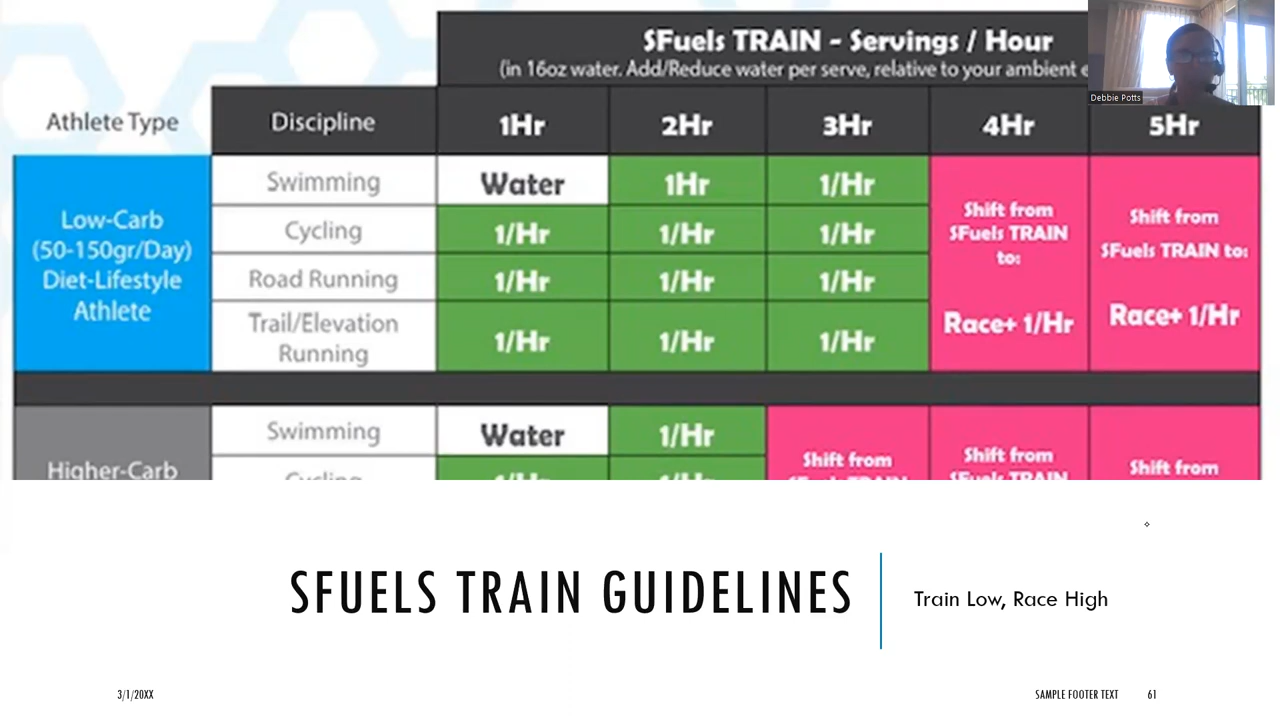 SFuels TRAIN - Servings / Hour
(in 16oz water. Add/Reduce water per serve, relative to your ambient
Debbie Potts
Athlete Type Discipline 1Hr 2Hr 3Hr 4Hr 5Hr
Low-Carb
(50-150gr/Day)
Diet-Lifestyle
Athlete
Swimming Water 1Hr 1/Hr
Cycling 1/Hr 1/Hr 1/Hr
Road Running 1/Hr 1/Hr 1/Hr
Trail/Elevation
Running
1/Hr 1/Hr 1/Hr
Shift from
SFuels TRAIN
to:
Race+ 1/Hr
Shift from
SFuels TRAIN to:
Race+ 1/Hr
Higher-Carb
Swimming Water 1/Hr
Cycling 1/Hr 1/Hr
Shift from
SFuels TRAIN
Shift from
SFuels TRAIN
Shift from
SFUELS TRAIN GUIDELINES
Train Low, Race High
3/1/20XX
SAMPLE FOOTER TEXT
61